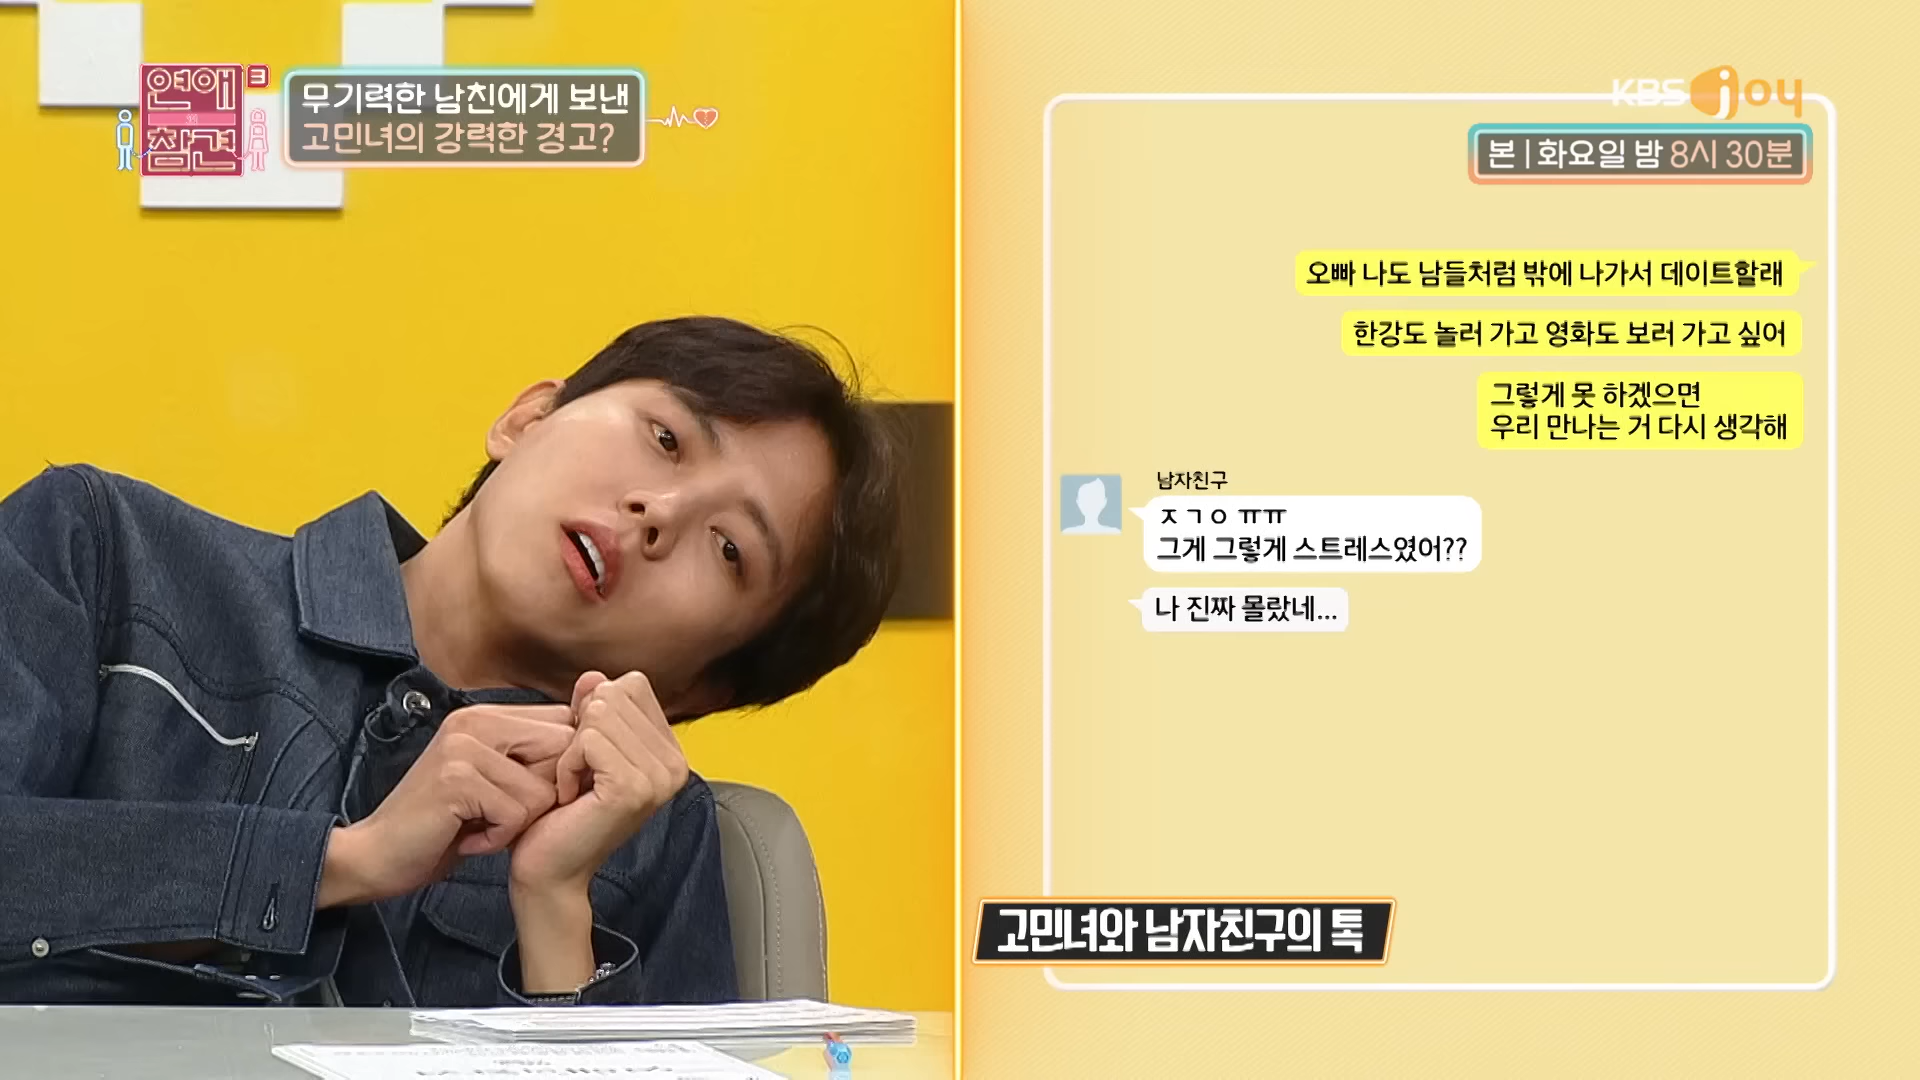 연애의 참견 3
무기력한 남친에게 보낸
고민녀의 강력한 경고?
KBS joy
본 | 화요일 밤 8시 30분
오빠 나도 남들처럼 밖에 나가서 데이트할래
한강도 놀러 가고 영화도 보러 가고 싶어
그렇게 못 하겠으면
우리 만나는 거 다시 생각해
남자친구
ㅈㄱㅇ ㅠㅠ
그게 그렇게 스트레스였어??
나 진짜 몰랐네...
고민녀와 남자친구의 톡